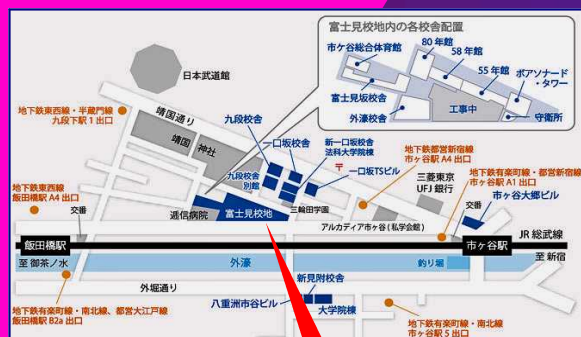 富士見校地内の各校舎配置
市ケ谷総合体育館
80年館
58年館
55年館
ボアソナード
・タワー
富士見坂校舎
外濠校舎
工事中
守衛所
日本武道館
地下鉄東西線・半蔵門線
九段下駅1出口
靖国通り
靖国 神社
九段校舎
一口坂校舎
新一口坂校舎
法科大学院棟
九段校舎
別館
一口坂TSビル
〒
地下鉄都営新宿線
市ヶ谷駅A4出口
地下鉄有楽町線・都営新宿線
市ヶ谷駅A1出口
三菱東京
UFJ銀行
地下鉄東西線
飯田橋駅A4出口
交番
逓信病院
富士見校地
三輪田学園
アルカディア市ヶ谷(私学会館)
交番
市ケ谷大郷ビル
飯田橋駅
市ケ谷駅
JR総武線
至 御茶ノ水
外濠
釣り堀
至 新宿
外堀通り
新見附校舎
八重洲市谷ビル
大学院棟
地下鉄有楽町線・南北線、都営大江戸線
飯田橋駅B2a出口
地下鉄有楽町線・南北線
市ヶ谷駅5出口